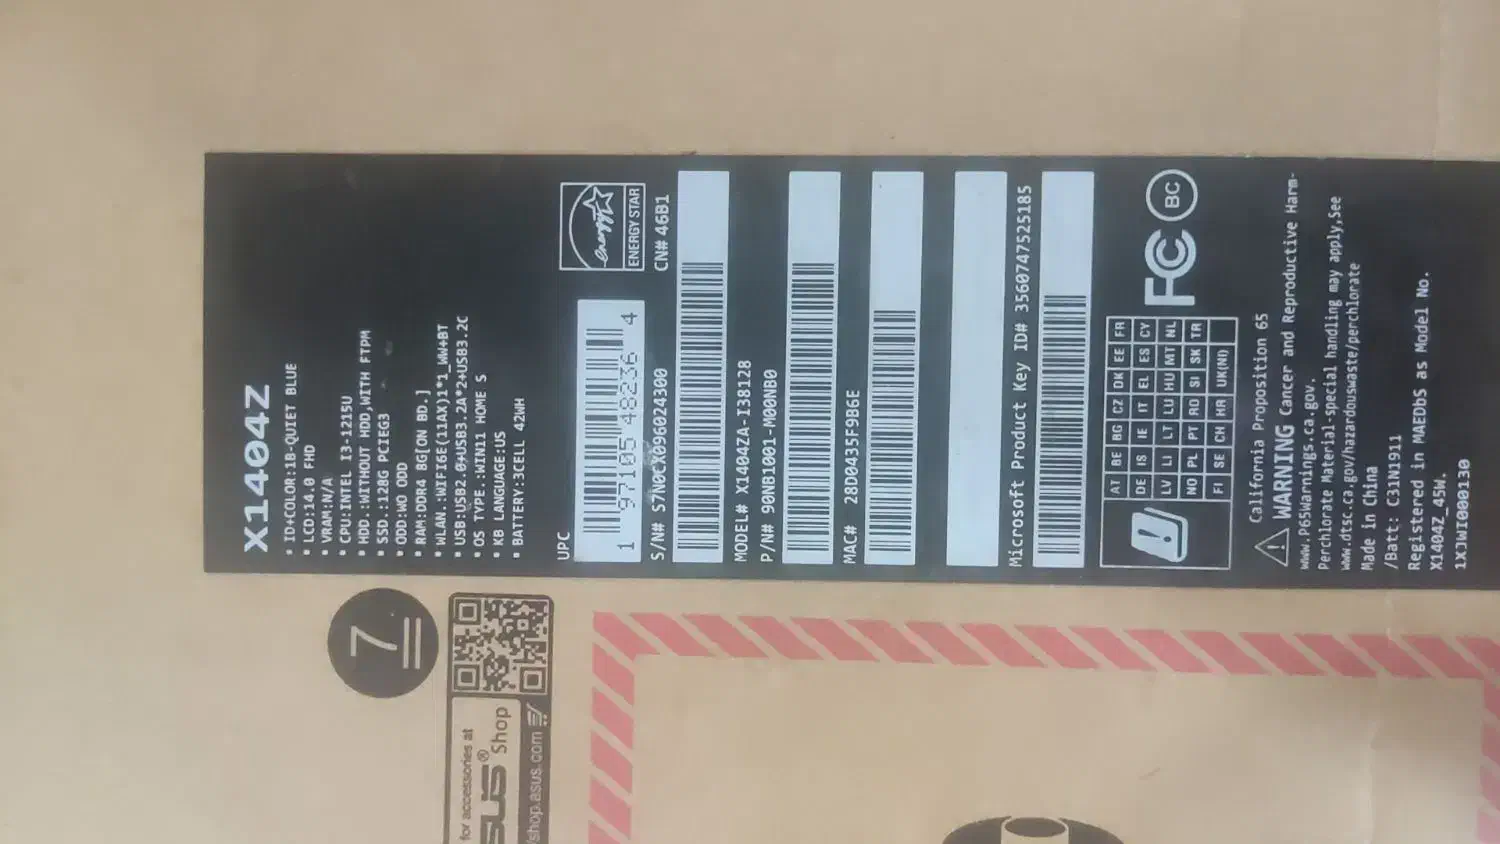 X1404Z
• ID+COLOR:1B-QUIET BLUE
• LCD:14.0 FHD
• VRAM:N/A
• CPU:INTEL I3-1215U
• HDD.:WITHOUT HDD,WITH FTPM
• SSD.:128G PCIEG3
• ODD:WO ODD
• RAM:DDR4 8G[ON BD.]
• WLAN.:WIFI6E(11AX)1*1_WW+BT
• USB:USB2.0+USB3.2A*2+USB3.2C
• OS TYPE.:WIN11 HOME S
• KB LANGUAGE:US
• BATTERY:3CELL 42WH
energy
ENERGY STAR
UPC
1 97105 48236 4
S/N# S7N0CX09602430​0 CN# 46B1
MODEL# X1404ZA-I38128
P/N# 90NB1001-M00NB0
MAC# 28D0435F9B6E
Microsoft Product Key ID# 3560747525185
AT BE BG CZ DK EE FR
DE IS IE IT EL ES CY
LV LI LT LU HU MT NL
NO PL PT RO SI SK TR
FI SE CH HR UK(NI)
FC
BC
California Proposition 65
WARNING Cancer and Reproductive Harm-
www.P65Warnings.ca.gov.
Perchlorate Material-special handling may apply,See
www.dtsc.ca.gov/hazardouswaste/perchlorate
Made in China
/Batt: C31N1911
Registered in MAEDbS as Model No.
X1404Z_45W.
1XJWI000130
7
for accessories at
SUS® Shop
/shop.asus.com